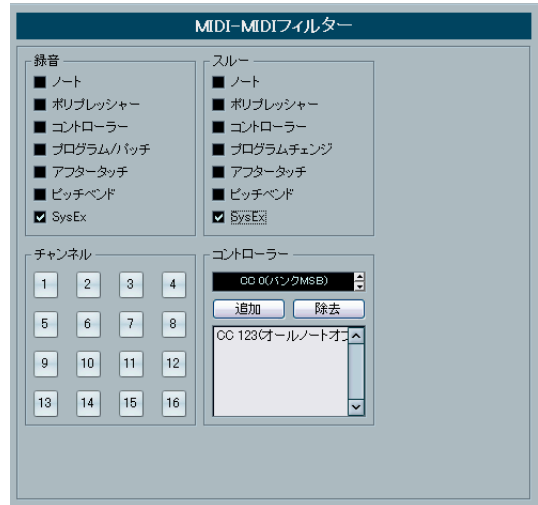 MIDI-MIDIフィルター
録音
ノート
ポリプレッシャー
コントローラー
プログラム/パッチ
アフタータッチ
ピッチベンド
SysEx
スルー
ノート
ポリプレッシャー
コントローラー
プログラムチェンジ
アフタータッチ
ピッチベンド
SysEx
チャンネル
1 2 3 4
5 6 7 8
9 10 11 12
13 14 15 16
コントローラー
CC 0(バンクMSB)
追加 除去
CC 123(オールノートオフ